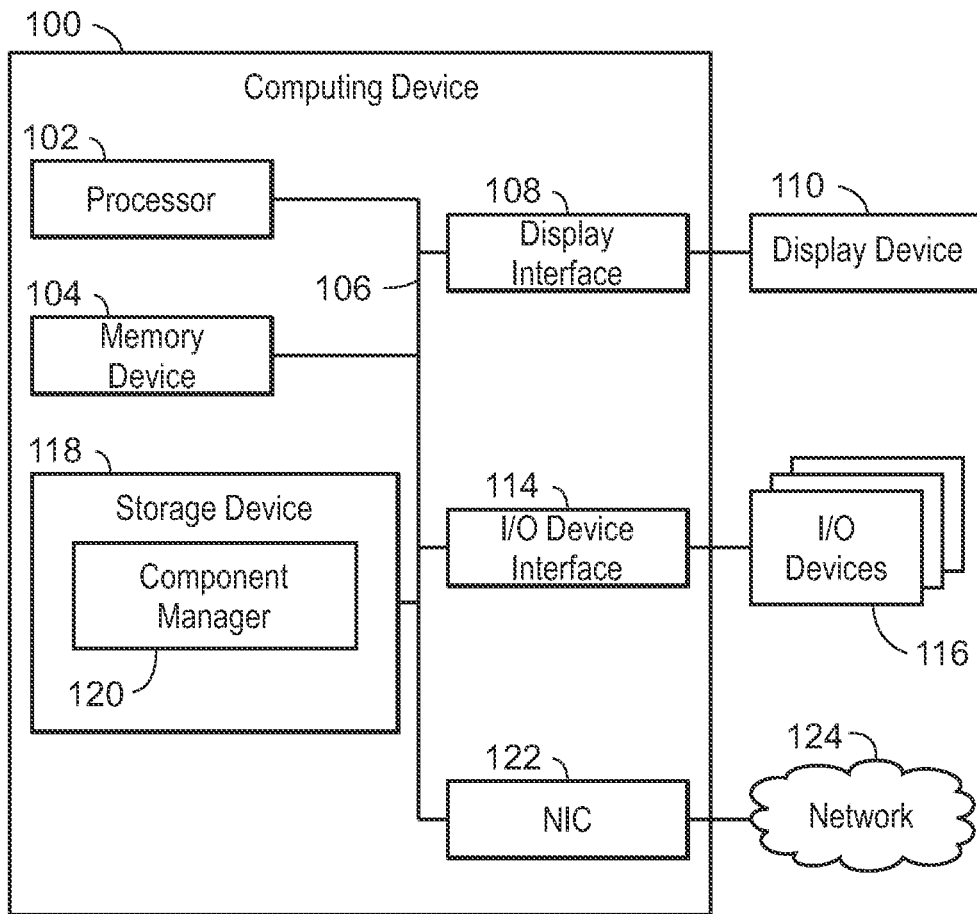 100
Computing Device
102
Processor
108
Display
Interface
110
Display Device
106
104
Memory
Device
118
Storage Device
Component
Manager
120
114
I/O Device
Interface
I/O
Devices
116
122
NIC
124
Network